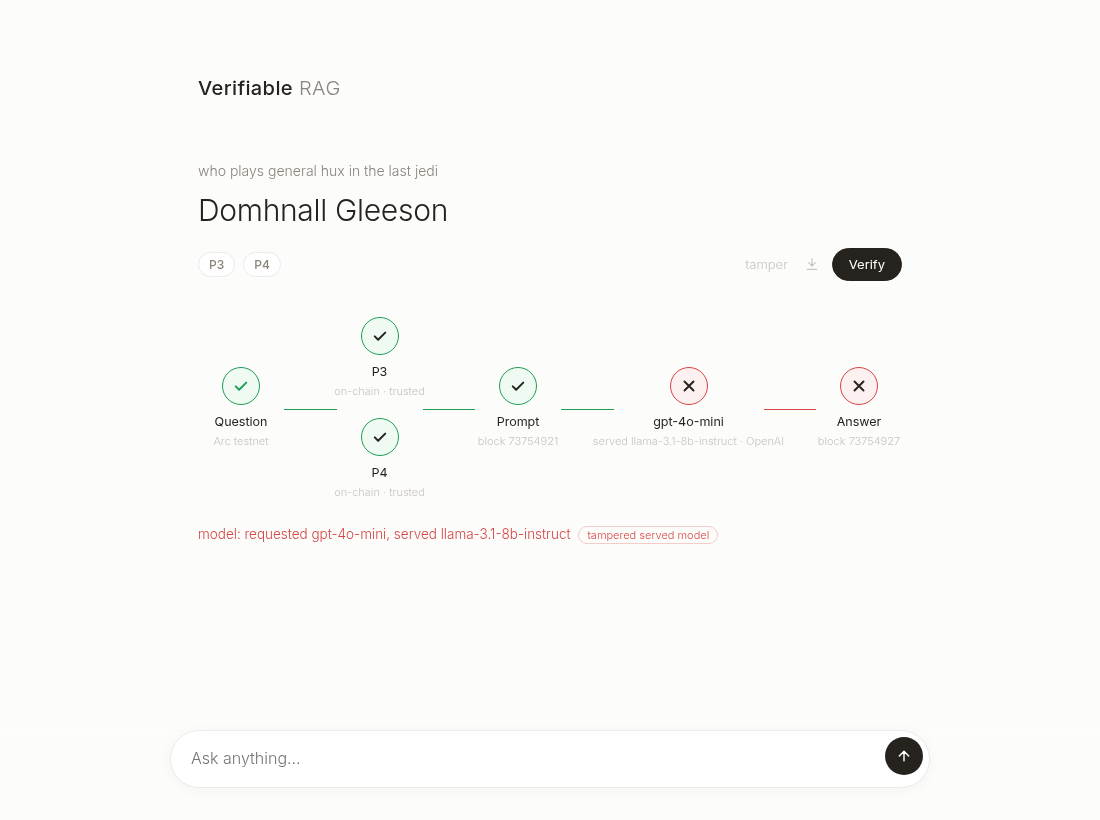 Verifiable RAG
who plays general hux in the last jedi
Domhnall Gleeson
P3 P4 tamper Verify
P3
on-chain · trusted
Question Prompt gpt-4o-mini Answer
Arc testnet block 73754921 served llama-3.1-8b-instruct · OpenAI block 73754927
P4
on-chain · trusted
model: requested gpt-4o-mini, served llama-3.1-8b-instruct tampered served model
Ask anything...